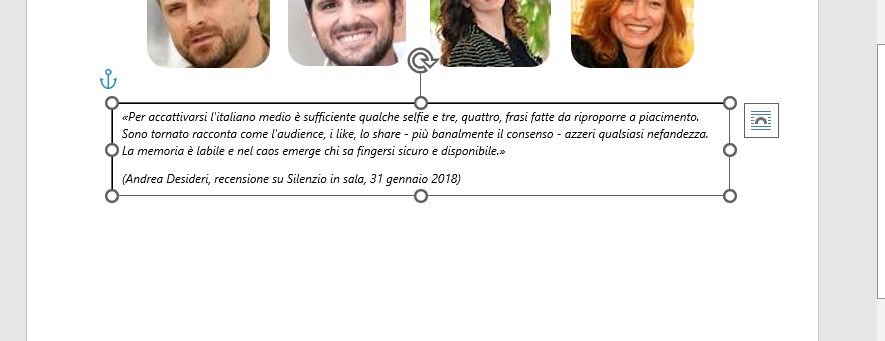 «Per accattivarsi l'italiano medio è sufficiente qualche selfie e tre, quattro, frasi fatte da riproporre a piacimento.
Sono tornato racconta come l'audience, i like, lo share - più banalmente il consenso - azzeri qualsiasi nefandezza.
La memoria è labile e nel caos emerge chi sa fingersi sicuro e disponibile.»
(Andrea Desideri, recensione su Silenzio in sala, 31 gennaio 2018)